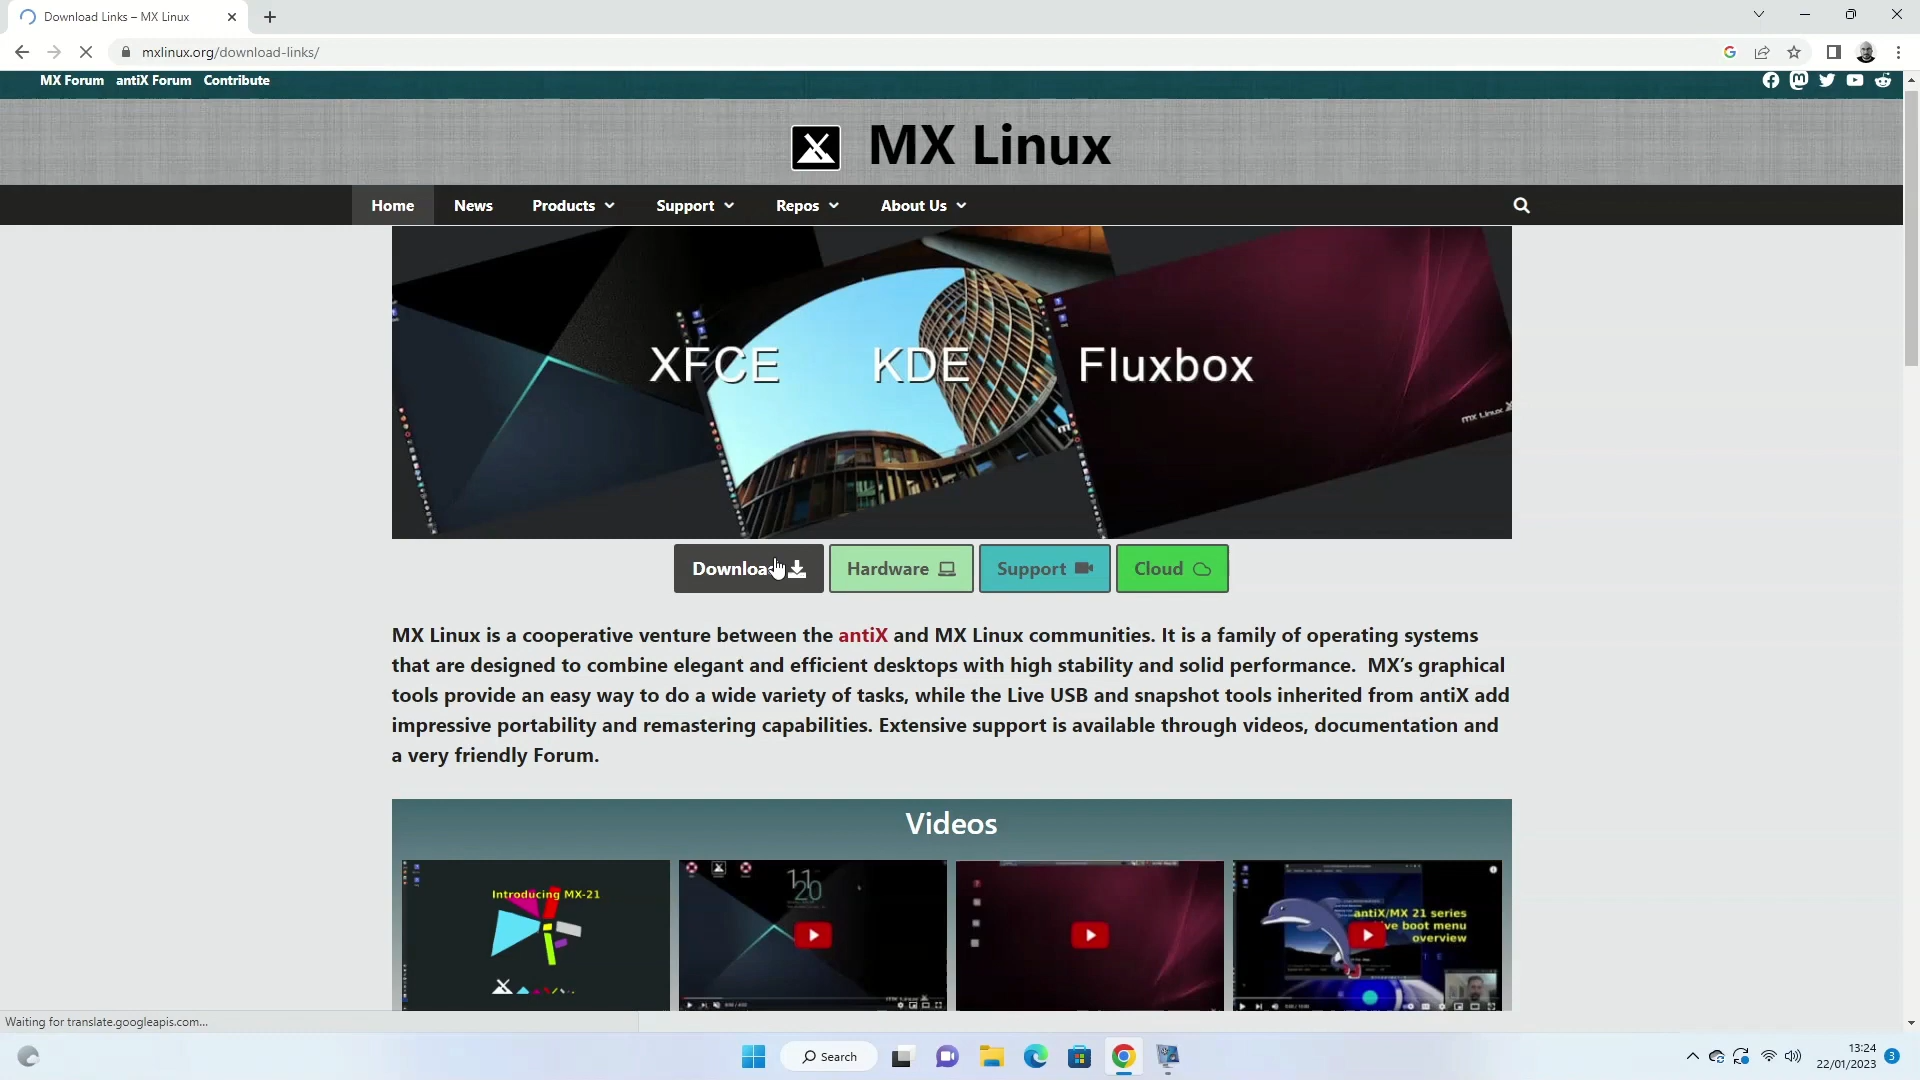 Download Links – MX Linux
mxlinux.org/download-links/
MX Forum antiX Forum Contribute
MX Linux
Home News Products Support Repos About Us
XFCE KDE Fluxbox
Download Hardware Support Cloud
MX Linux is a cooperative venture between the antiX and MX Linux communities. It is a family of operating systems
that are designed to combine elegant and efficient desktops with high stability and solid performance. MX’s graphical
tools provide an easy way to do a wide variety of tasks, while the Live USB and snapshot tools inherited from antiX add
impressive portability and remastering capabilities. Extensive support is available through videos, documentation and
a very friendly Forum.
Videos
Introducing MX-21
11
20
antiX/MX 21 series
live boot menu
overview
Waiting for translate.googleapis.com...
Search
13:24
22/01/2023
3